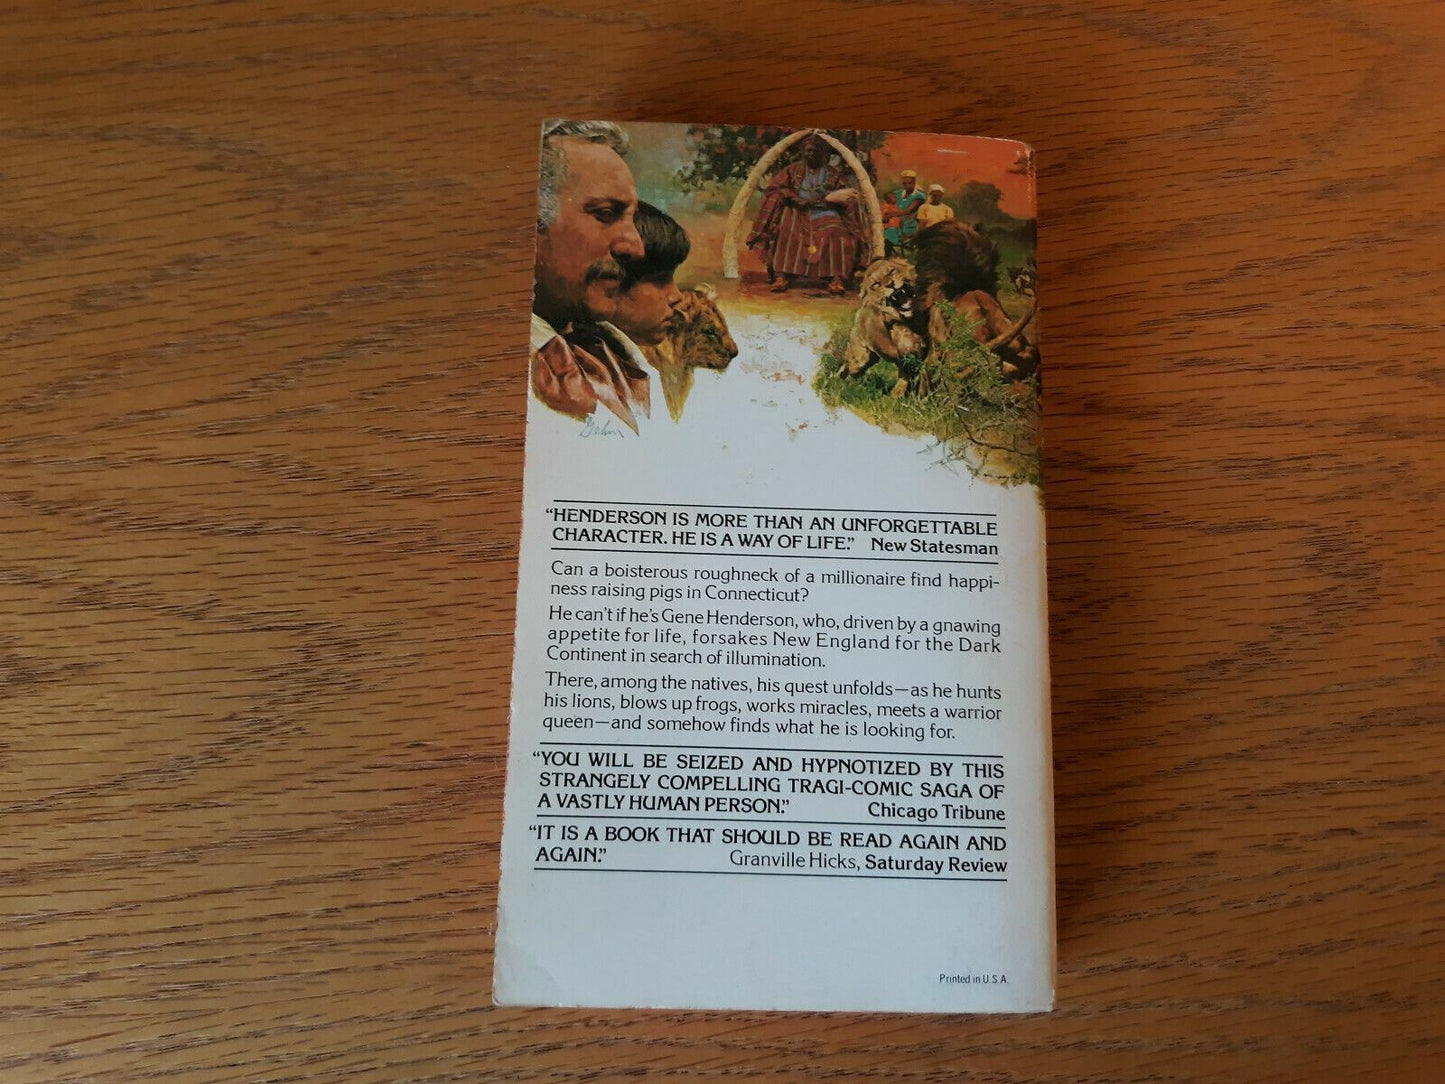 “HENDERSON IS MORE THAN AN UNFORGETTABLE
CHARACTER. HE IS A WAY OF LIFE.” New Statesman
Can a boisterous roughneck of a millionaire find happi-
ness raising pigs in Connecticut?
He can't if he's Gene Henderson, who, driven by a gnawing
appetite for life, forsakes New England for the Dark
Continent in search of illumination.
There, among the natives, his quest unfolds—as he hunts
his lions, blows up frogs, works miracles, meets a warrior
queen—and somehow finds what he is looking for.
“YOU WILL BE SEIZED AND HYPNOTIZED BY THIS
STRANGELY COMPELLING TRAGI-COMIC SAGA OF
A VASTLY HUMAN PERSON.” Chicago Tribune
“IT IS A BOOK THAT SHOULD BE READ AGAIN AND
AGAIN.” Granville Hicks, Saturday Review
Printed in U.S.A.